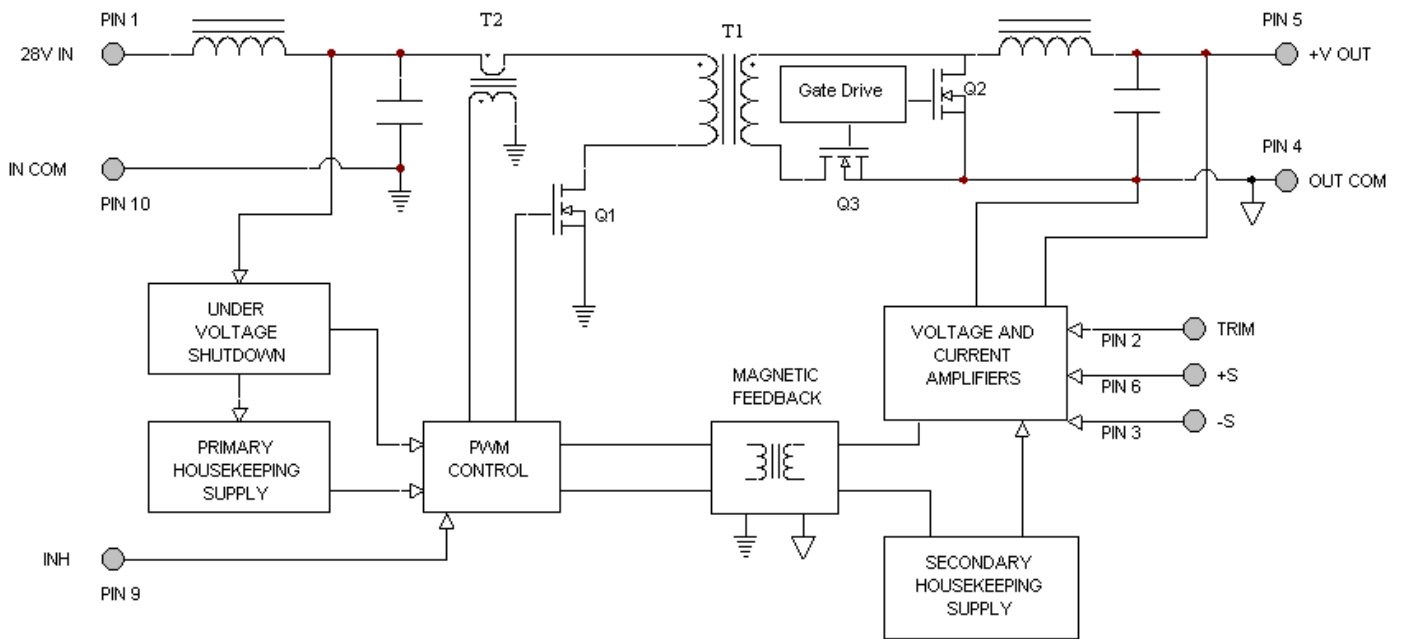 PIN 1
T2
T1
PIN 5
28V IN
+V OUT
Gate Drive
Q2
PIN 4
IN COM
OUT COM
PIN 10
Q1
Q3
UNDER
VOLTAGE
SHUTDOWN
VOLTAGE AND
CURRENT
AMPLIFIERS
TRIM
PIN 2
+S
PIN 6
-S
PIN 3
MAGNETIC
FEEDBACK
PRIMARY
HOUSEKEEPING
SUPPLY
PWM
CONTROL
INH
PIN 9
SECONDARY
HOUSEKEEPING
SUPPLY